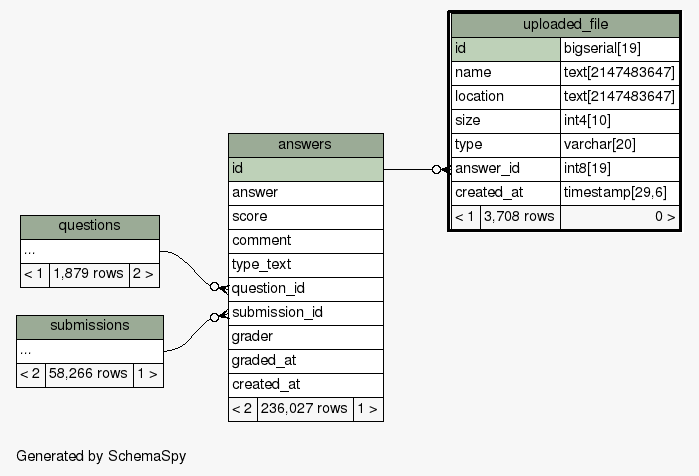 uploaded_file
id bigserial[19]
name text[2147483647]
location text[2147483647]
size int4[10]
type varchar[20]
answer_id int8[19]
created_at timestamp[29,6]
< 1 3,708 rows 0 >
answers
id
answer
score
comment
type_text
question_id
submission_id
grader
graded_at
created_at
< 2 236,027 rows 1 >
questions
...
< 1 1,879 rows 2 >
submissions
...
< 2 58,266 rows 1 >
Generated by SchemaSpy